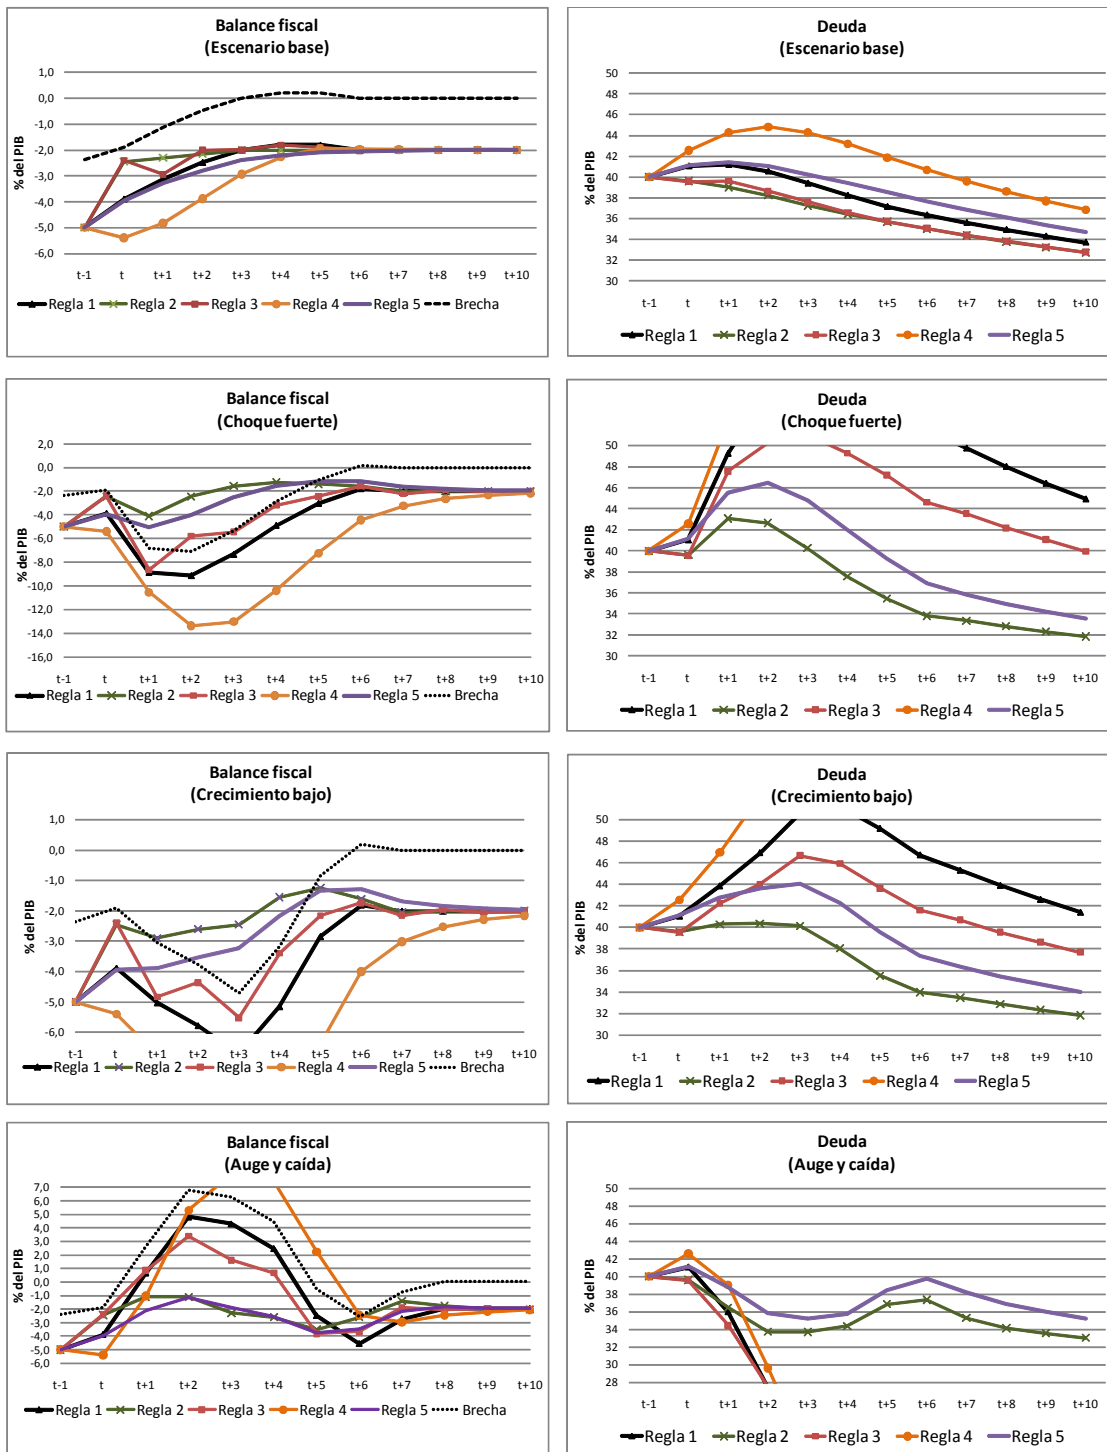 Balance fiscal
(Escenario base)
% del PIB
1,0
0,0
-1,0
-2,0
-3,0
-4,0
-5,0
-6,0
t-1 t t+1 t+2 t+3 t+4 t+5 t+6 t+7 t+8 t+9 t+10
Regla 1 Regla 2 Regla 3 Regla 4 Regla 5 Brecha
Deuda
(Escenario base)
% del PIB
50
48
46
44
42
40
38
36
34
32
30
t-1 t t+1 t+2 t+3 t+4 t+5 t+6 t+7 t+8 t+9 t+10
Regla 1 Regla 2 Regla 3 Regla 4 Regla 5
Balance fiscal
(Choque fuerte)
% del PIB
2,0
0,0
-2,0
-4,0
-6,0
-8,0
-10,0
-12,0
-14,0
-16,0
t-1 t t+1 t+2 t+3 t+4 t+5 t+6 t+7 t+8 t+9 t+10
Regla 1 Regla 2 Regla 3 Regla 4 Regla 5 Brecha
Deuda
(Choque fuerte)
% del PIB
50
48
46
44
42
40
38
36
34
32
30
t-1 t t+1 t+2 t+3 t+4 t+5 t+6 t+7 t+8 t+9 t+10
Regla 1 Regla 2 Regla 3 Regla 4 Regla 5
Balance fiscal
(Crecimiento bajo)
% del PIB
1,0
0,0
-1,0
-2,0
-3,0
-4,0
-5,0
-6,0
t-1 t t+1 t+2 t+3 t+4 t+5 t+6 t+7 t+8 t+9 t+10
Regla 1 Regla 2 Regla 3 Regla 4 Regla 5 Brecha
Deuda
(Crecimiento bajo)
% del PIB
50
48
46
44
42
40
38
36
34
32
30
t-1 t t+1 t+2 t+3 t+4 t+5 t+6 t+7 t+8 t+9 t+10
Regla 1 Regla 2 Regla 3 Regla 4 Regla 5
Balance fiscal
(Auge y caída)
% del PIB
7,0
6,0
5,0
4,0
3,0
2,0
1,0
0,0
-1,0
-2,0
-3,0
-4,0
-5,0
-6,0
t-1 t t+1 t+2 t+3 t+4 t+5 t+6 t+7 t+8 t+9 t+10
Regla 1 Regla 2 Regla 3 Regla 4 Regla 5 Brecha
Deuda
(Auge y caída)
% del PIB
50
48
46
44
42
40
38
36
34
32
30
28
t-1 t t+1 t+2 t+3 t+4 t+5 t+6 t+7 t+8 t+9 t+10
Regla 1 Regla 2 Regla 3 Regla 4 Regla 5